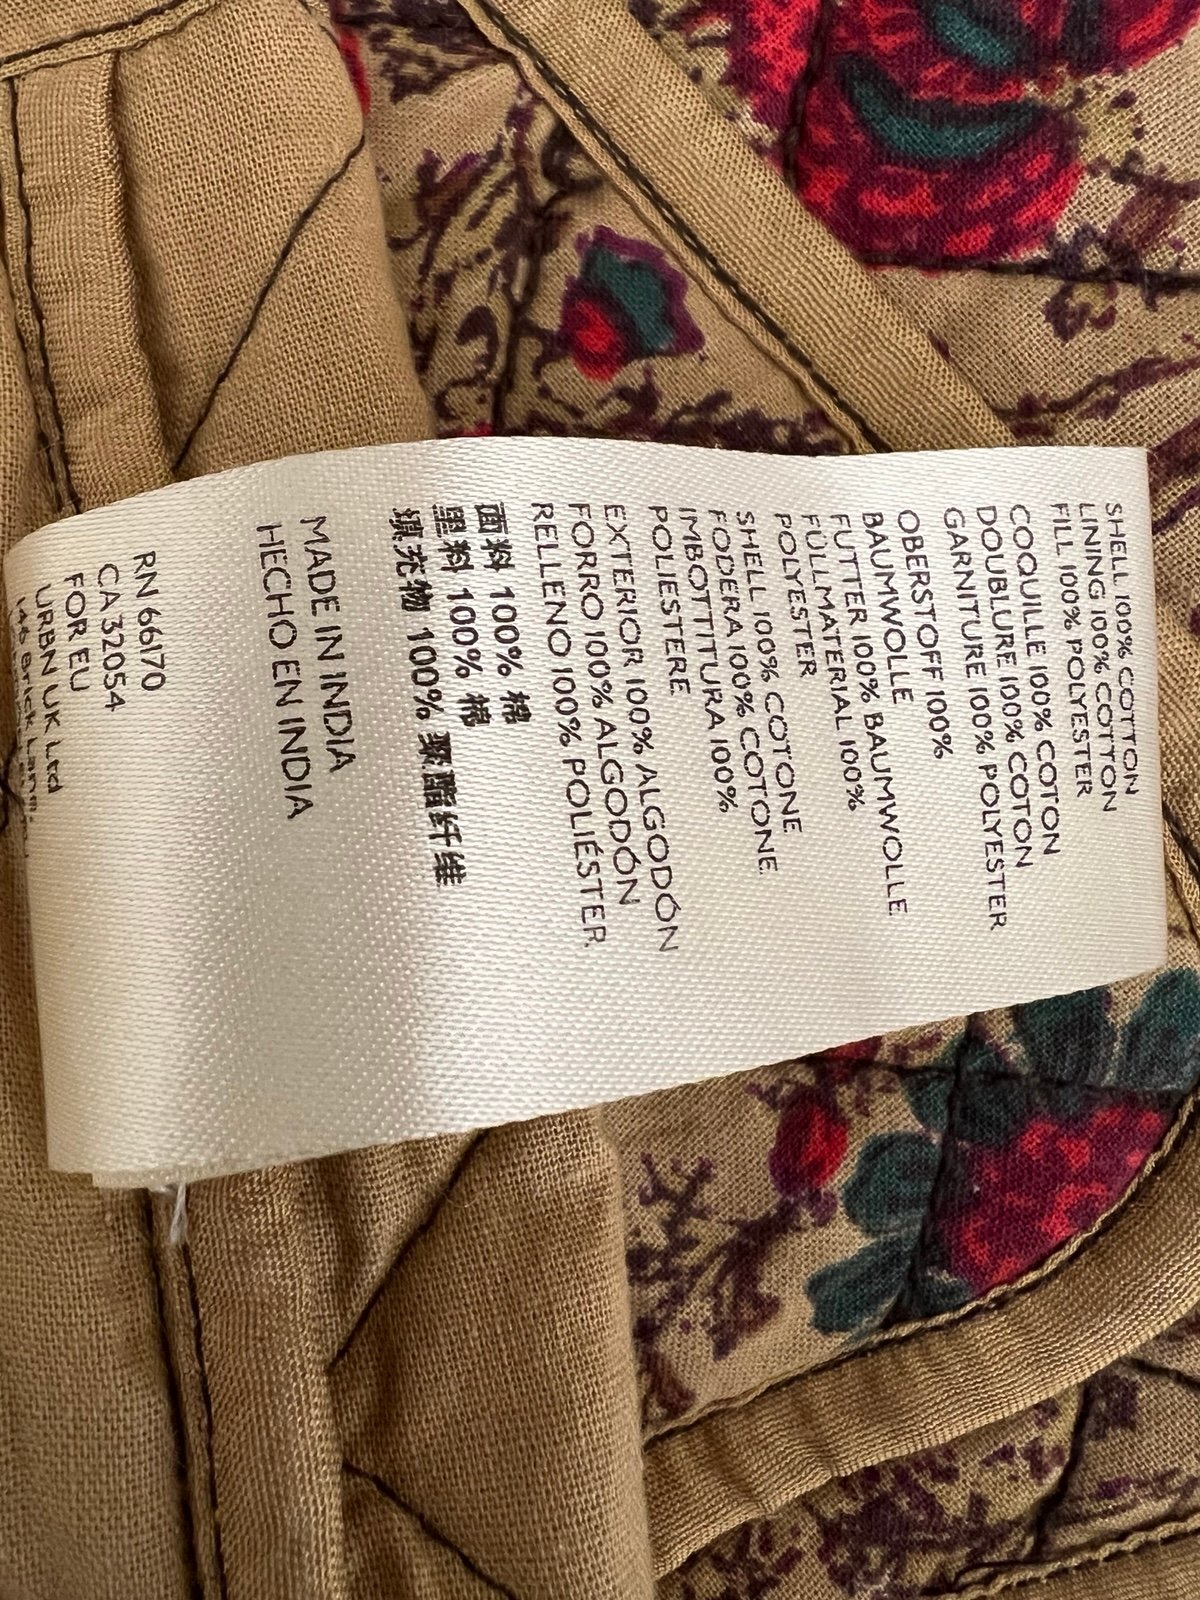 SHELL 100% COTTON
LINING 100% COTTON
FILL 100% POLYESTER
COQUILLE 100% COTON
DOUBLURE 100% COTON
GARNITURE 100% POLYESTER
OBERSTOFF 100%
BAUMWOLLE
FUTTER 100% BAUMWOLLE
FÜLLMATERIAL 100%
POLYESTER
SHELL 100% COTONE
FODERA 100% COTONE
IMBOTTITURA 100%
POLIESTERE
EXTERIOR 100% ALGODÓN
FORRO 100% ALGODÓN
RELLENO 100% POLIÉSTER
面料 100% 棉
里料 100% 棉
填充物 100% 聚酯纤维
MADE IN INDIA
HECHO EN INDIA
RN 66170
CA 32054
FOR EU
URBN UK Ltd
146 Brick Lane,